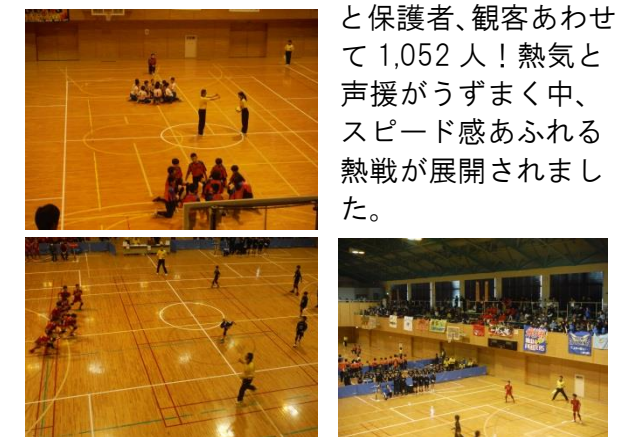 と保護者、観客あわせ
て 1,052 人！熱気と
声援がうずまく中、
スピード感あふれる
熱戦が展開されまし
た。